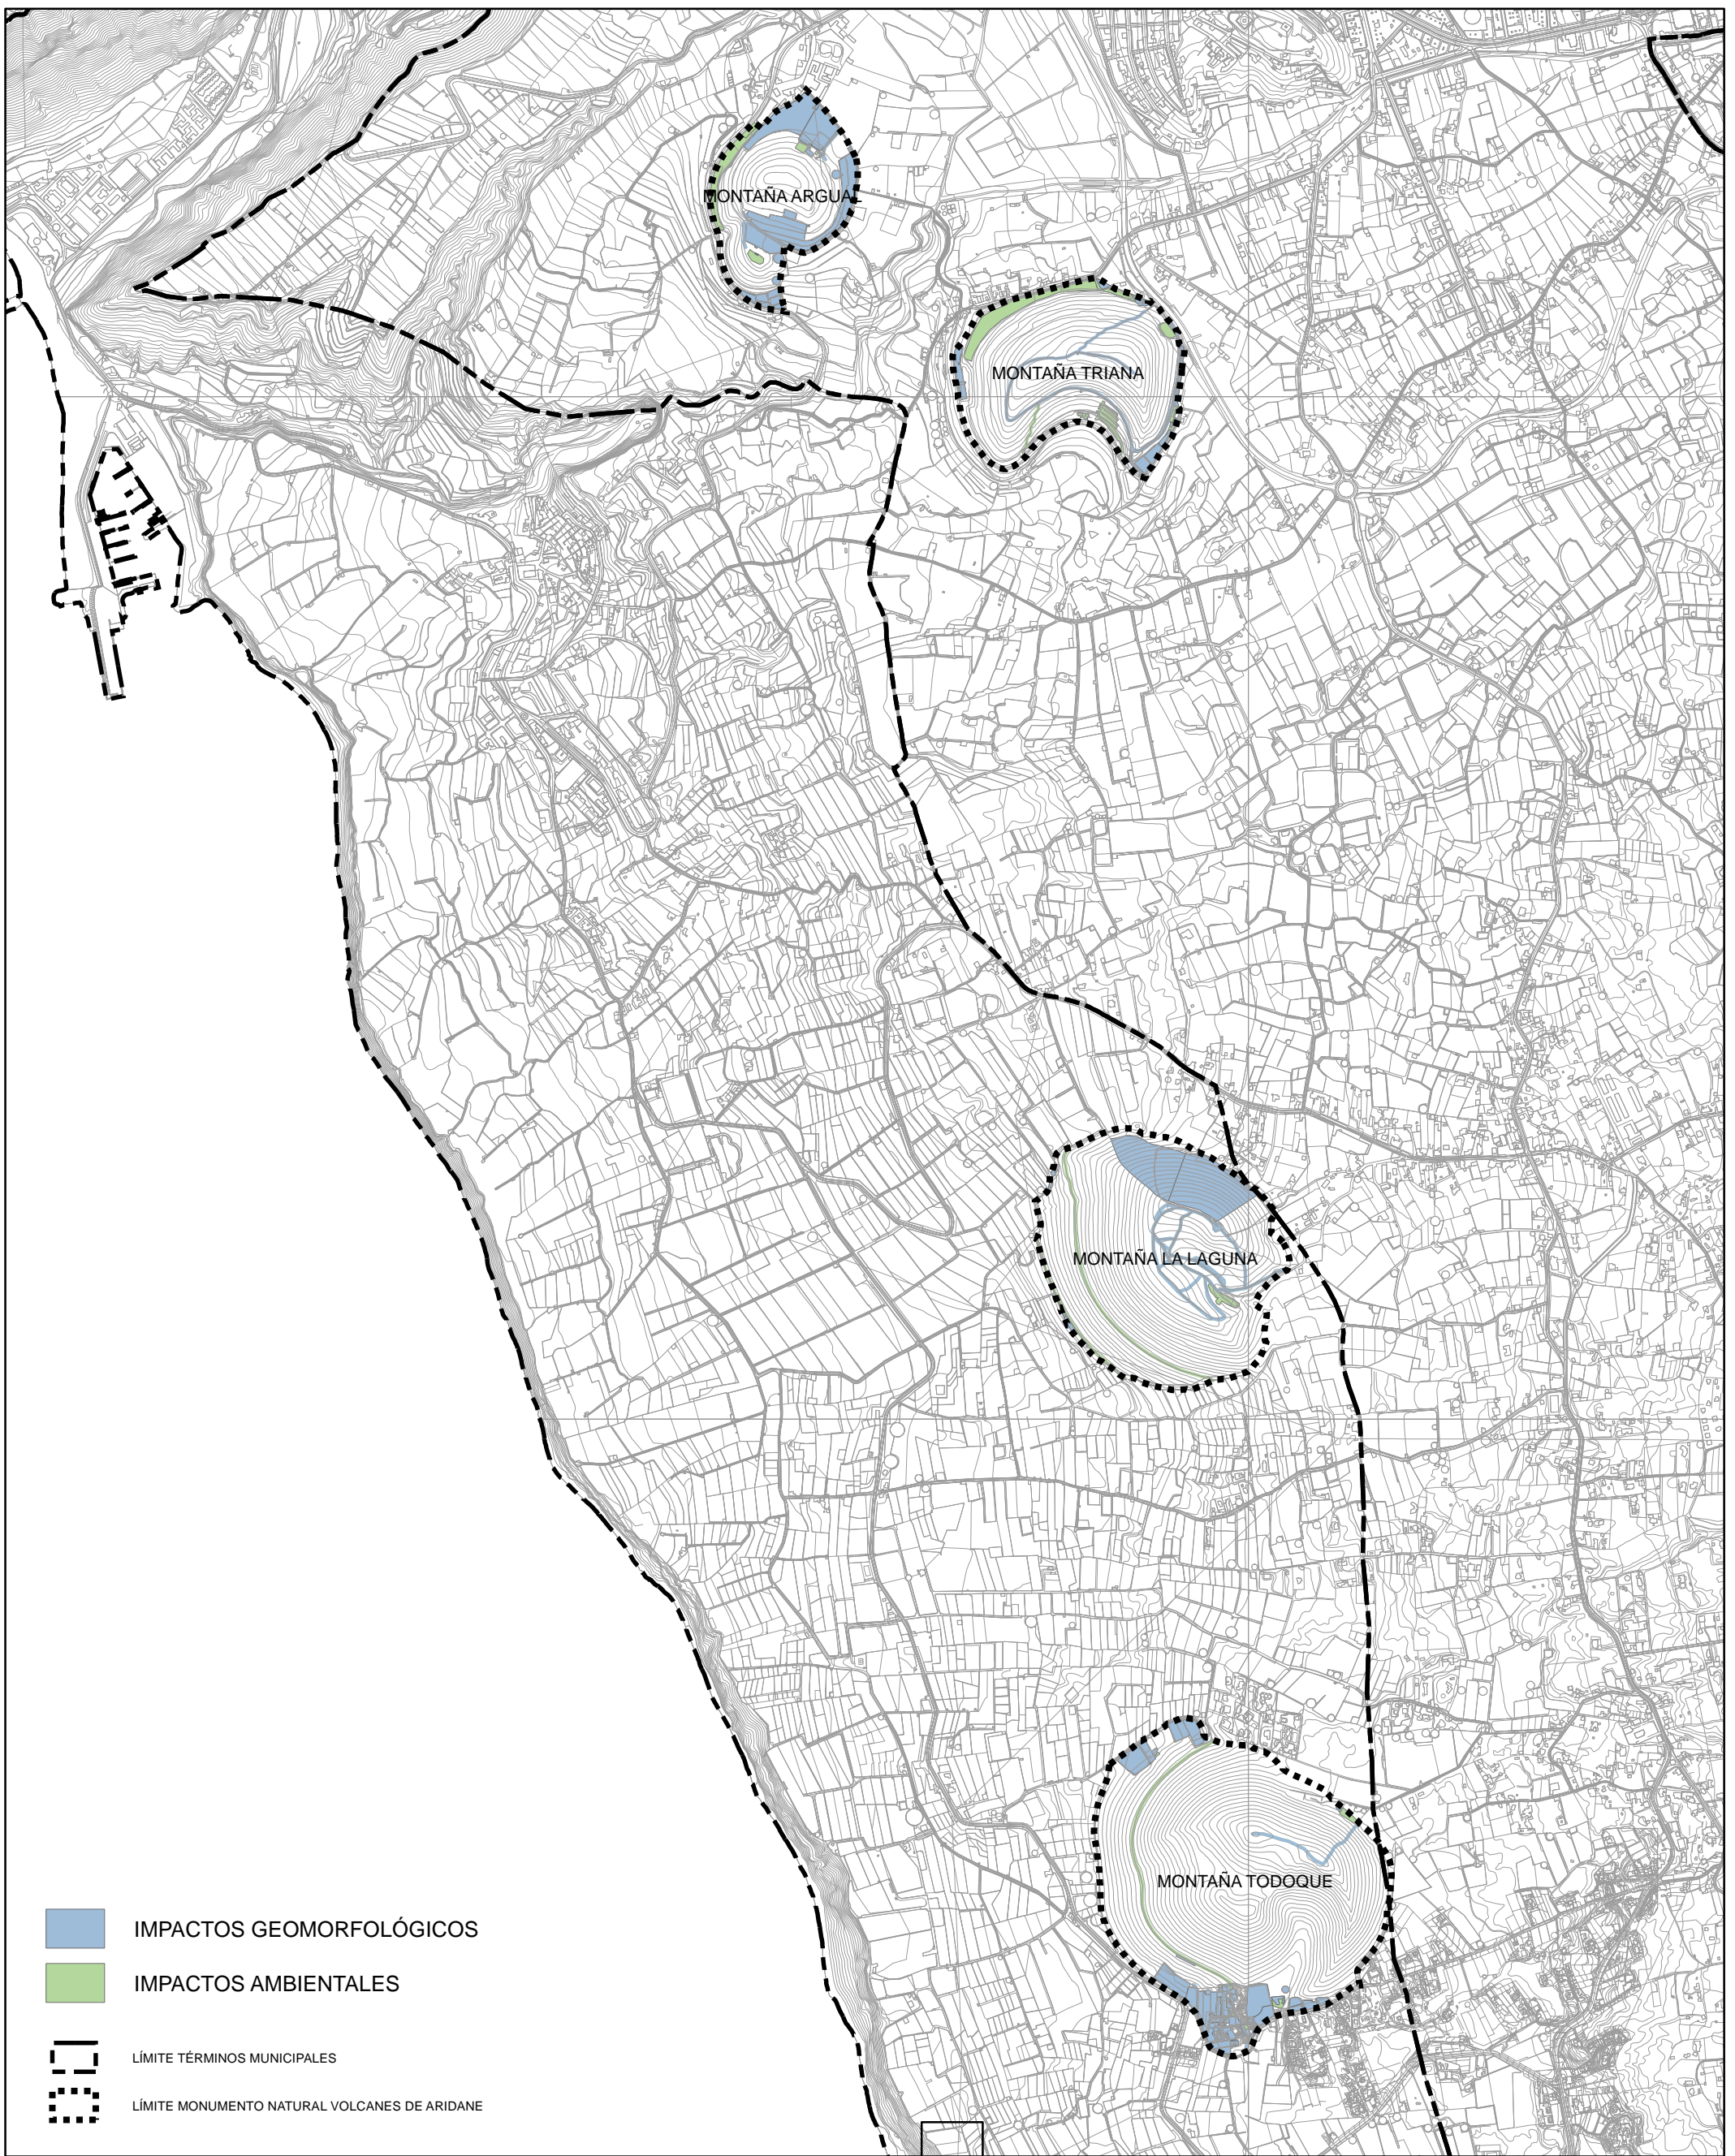 MONTAÑA ARGUAL
MONTAÑA TRIANA
MONTAÑA LA LAGUNA
MONTAÑA TODOQUE
IMPACTOS GEOMORFOLÓGICOS
IMPACTOS AMBIENTALES
LÍMITE TÉRMINOS MUNICIPALES
LÍMITE MONUMENTO NATURAL VOLCANES DE ARIDANE